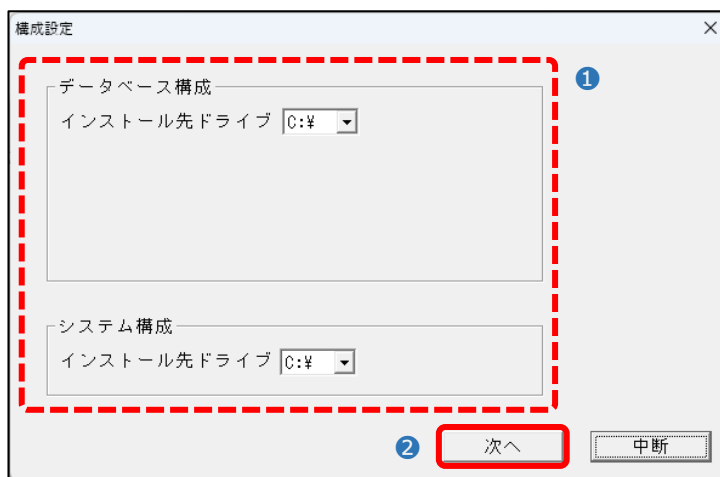 構成設定
❶
データベース構成
インストール先ドライブ C:¥
システム構成
インストール先ドライブ C:¥
❷ 次へ 中断